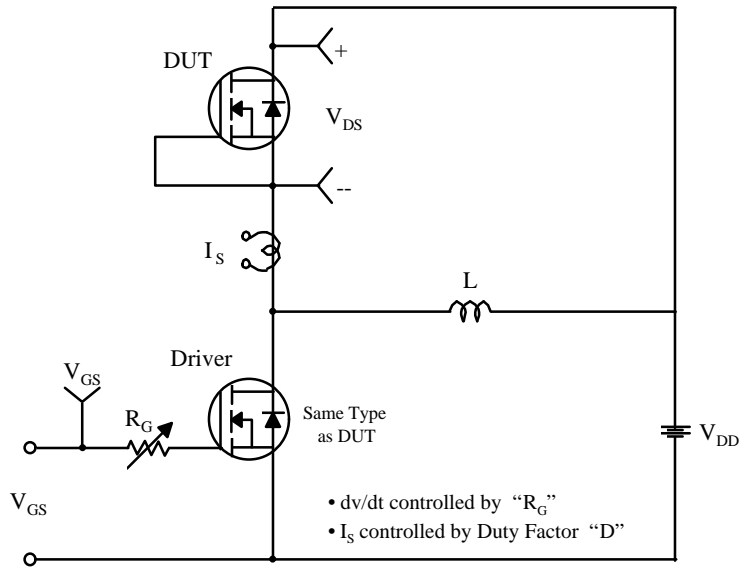 DUT
+
V_DS
--
I_S
L
Driver
V_GS
R_G
Same Type
as DUT
V_DD
V_GS
• dv/dt controlled by “R_G”
• I_S controlled by Duty Factor “D”